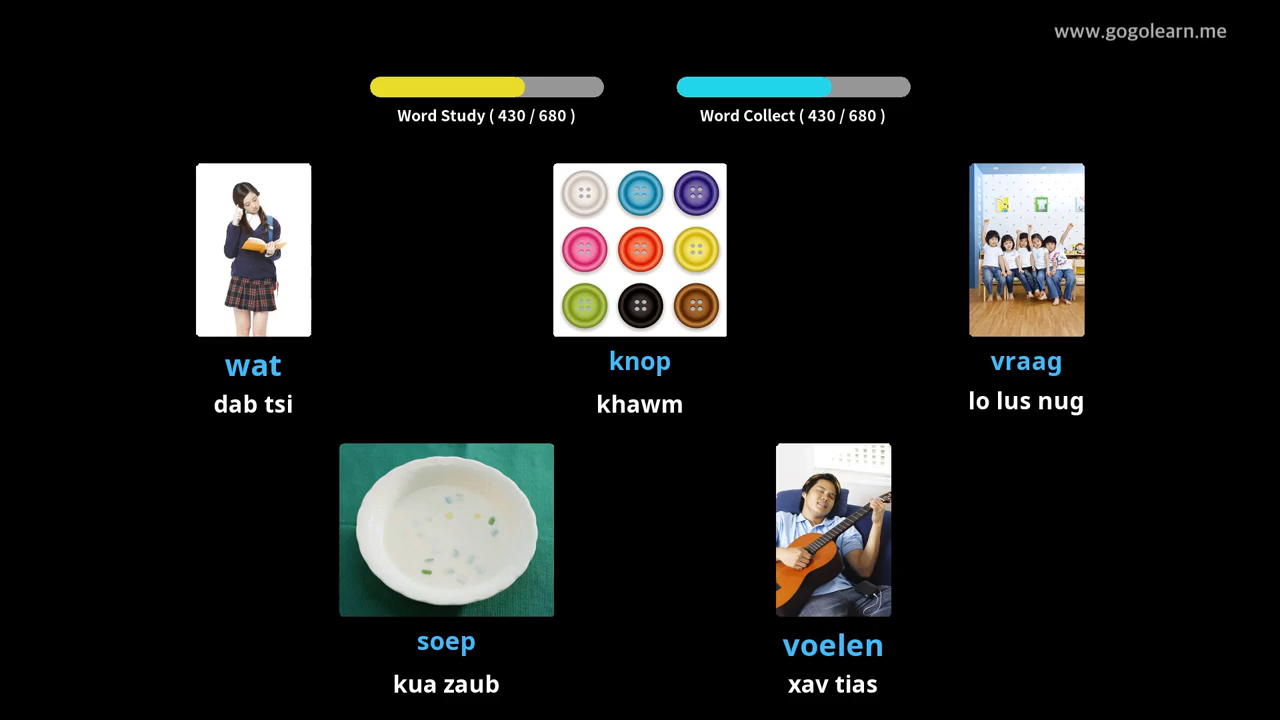 www.gogolearn.me
Word Study ( 430 / 680 )
Word Collect ( 430 / 680 )
wat
dab tsi
knop
khawm
vraag
lo lus nug
soep
kua zaub
voelen
xav tias